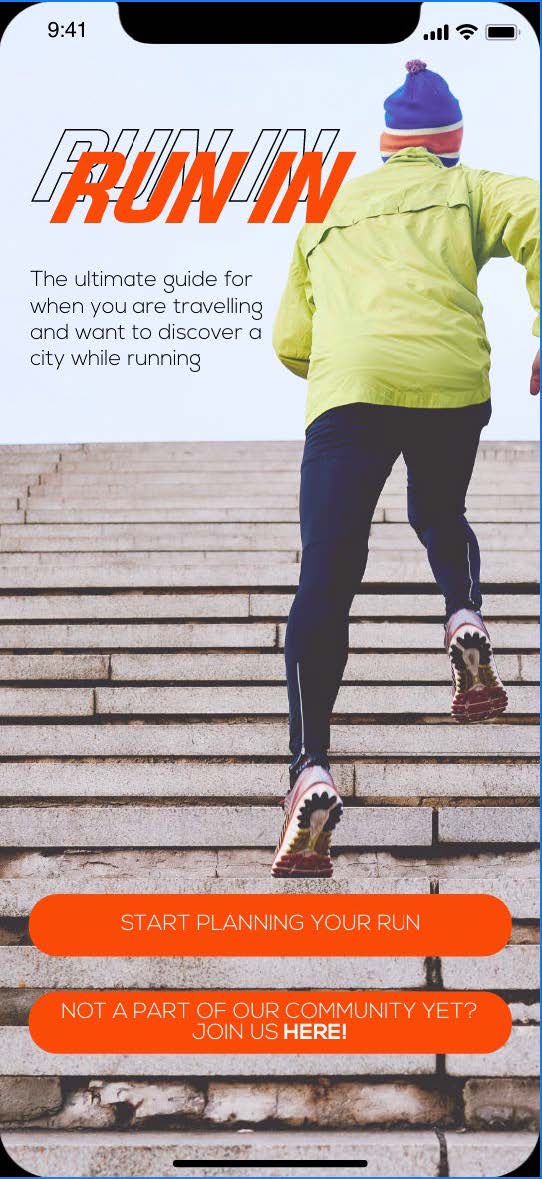 9:41
RUN IN
RUN IN
The ultimate guide for
when you are travelling
and want to discover a
city while running
START PLANNING YOUR RUN
NOT A PART OF OUR COMMUNITY YET?
JOIN US HERE!